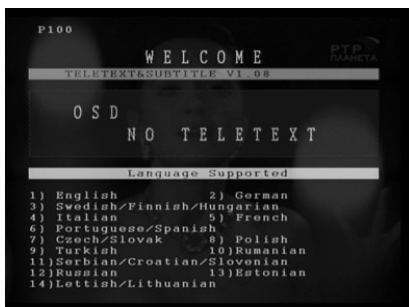 P100
WELCOME
РТР
ПЛАНЕТА
TELETEXT&SUBTITLE V1.08
OSD
NO TELETEXT
Language Supported
1) English 2) German
3) Swedish/Finnish/Hungarian
4) Italian 5) French
6) Portuguese/Spanish
7) Czech/Slovak 8) Polish
9) Turkish 10)Rumanian
11)Serbian/Croatian/Slovenian
12)Russian 13)Estonian
14)Lettish/Lithuanian